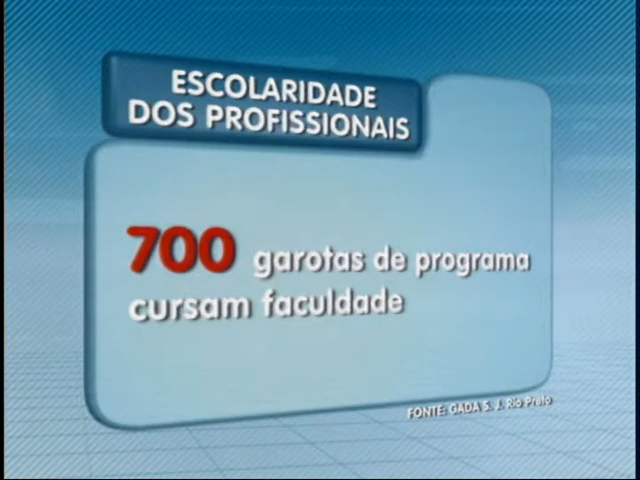 ESCOLARIDADE
DOS PROFISSIONAIS
700 garotas de programa
cursam faculdade
FONTE: GADA S. J. Rio Preto